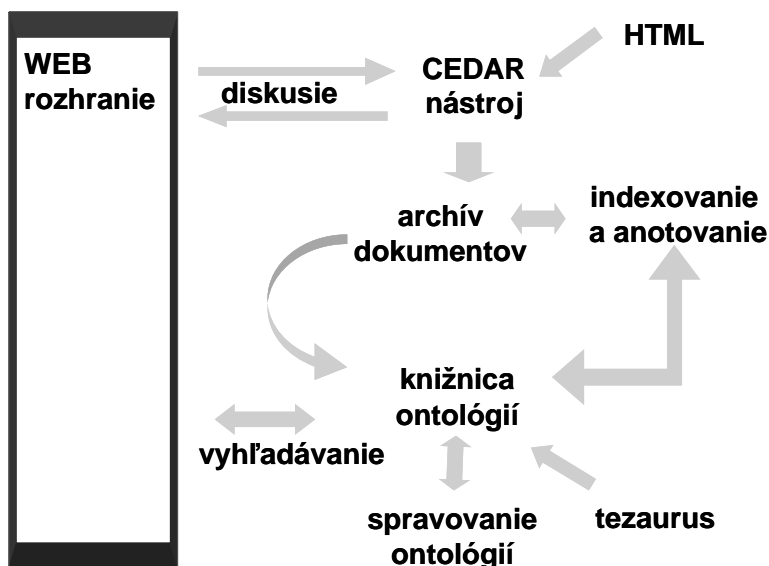 WEB
rozhranie
diskusie
CEDAR
nástroj
HTML
archív
dokumentov
indexovanie
a anotovanie
knižnica
ontológií
vyhľadávanie
spravovanie
ontológií
tezaurus